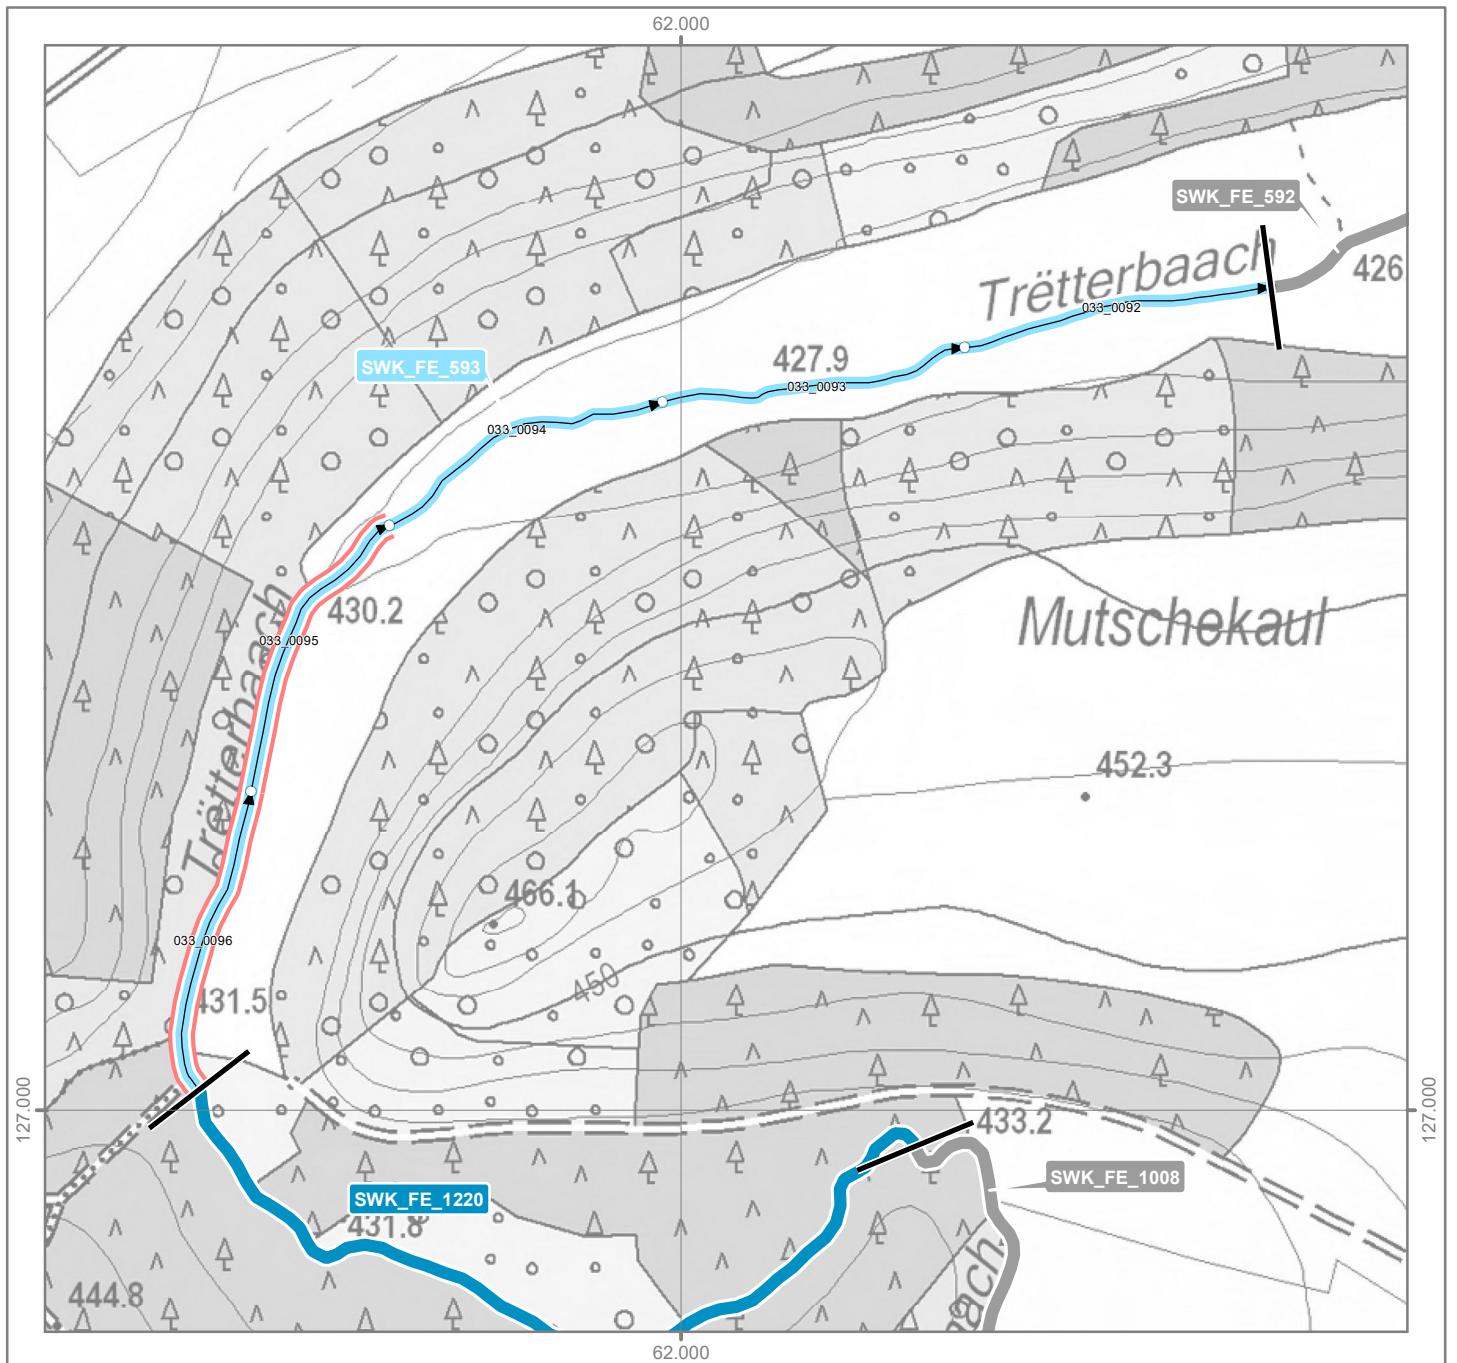 62.000
SWK_FE_592
Trëtterbaach
426
033_0092
427.9
SWK_FE_593
033_0093
033_0094
430.2
Mutschekaul
033_0095
Trëtterbaach
452.3
466.1
033_0096
450
431.5
127.000
127.000
433.2
SWK_FE_1008
SWK_FE_1220
431.8
baach
444.8
62.000